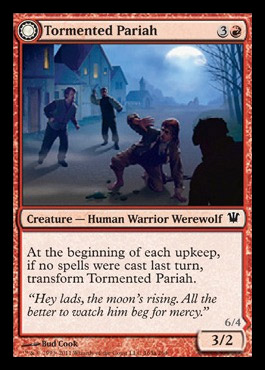 Tormented Pariah 3
Creature — Human Warrior Werewolf
At the beginning of each upkeep,
if no spells were cast last turn,
transform Tormented Pariah.
“Hey lads, the moon’s rising. All the
better to watch him beg for mercy.”
6/4
Bud Cook
3/2